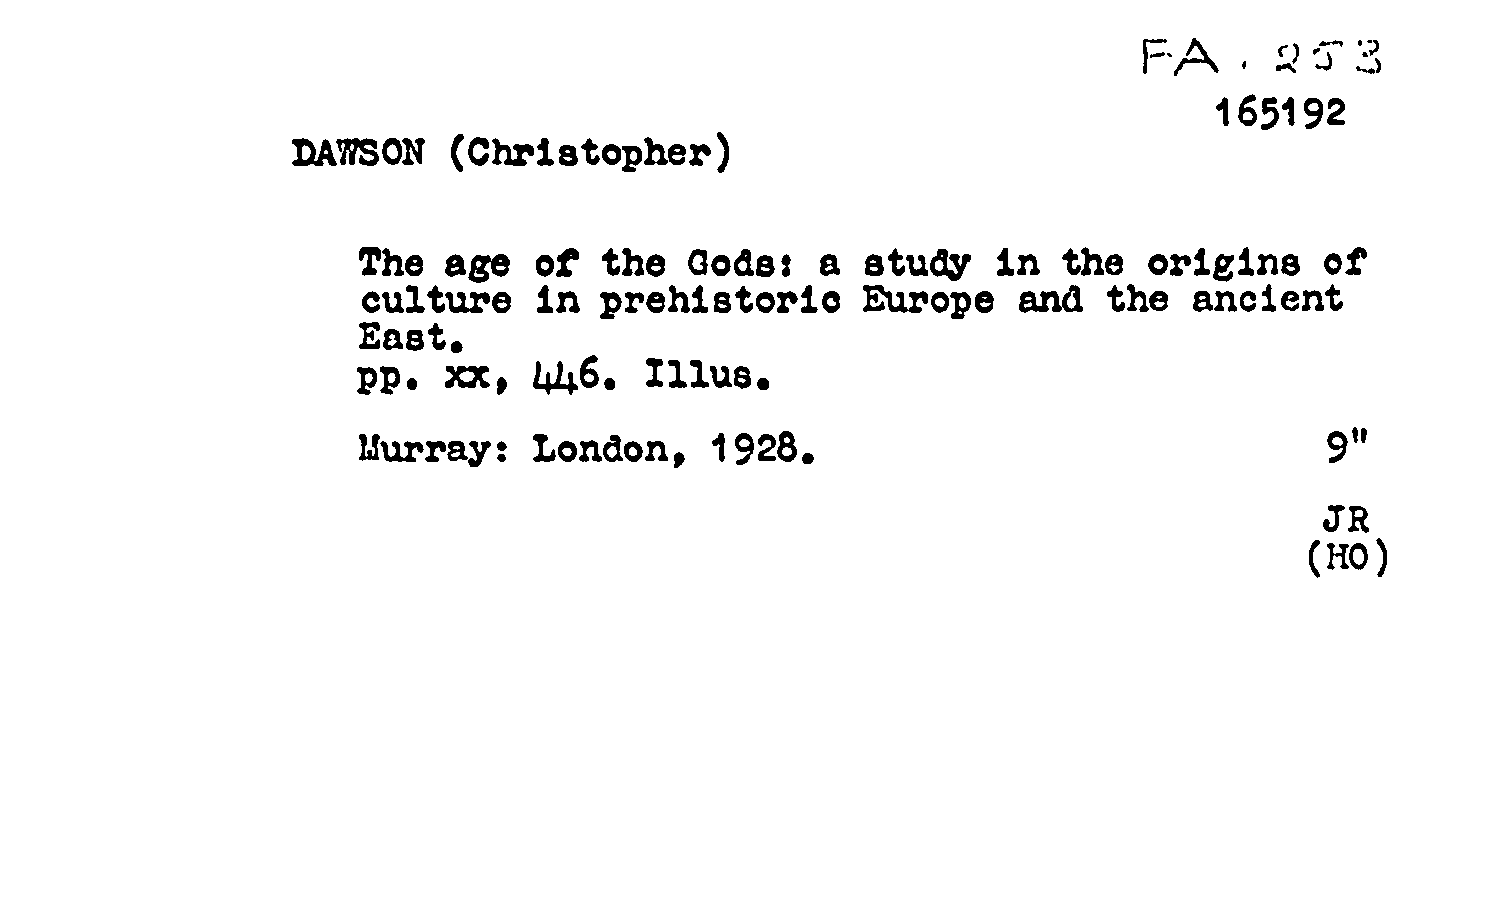 FA. 253
165192
DAWSON (Christopher)
The age of the Gods: a study in the origins of
culture in prehistoric Europe and the ancient
East.
pp. xx, 446. Illus.
Murray: London, 1928. 9"
JR
(HO)